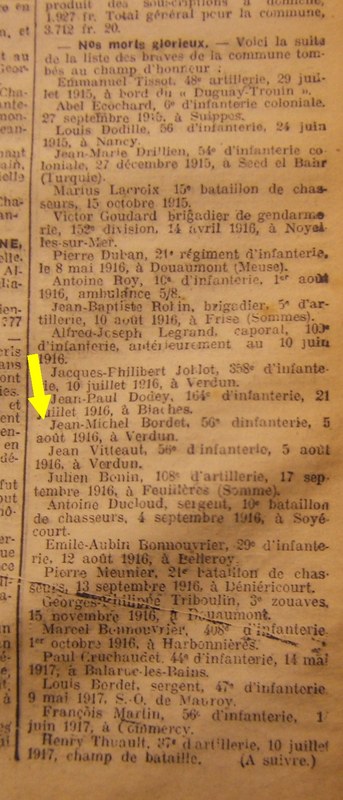 produit des souscriptions à domicile,
1.927 fr. Total général pour la commune,
3.712 fr. 20.
— Nos morts glorieux. — Voici la suite
de la liste des braves de la commune tom-
bés au champ d'honneur :
Emmanuel Tissot, 48e artillerie, 29 juil-
let 1915, à bord du « Duguay-Trouin ».
Abel Ecochard, 6e d'infanterie coloniale,
27 septembre 1915, à Suippes.
Louis Dodille, 56 d'infanterie, 24 juin
1915, à Nancy.
Jean-Marie Drillien, 54e d'infanterie co-
loniale, 27 décembre 1915, à Seed el Bahr
(Turquie).
Marius Lacroix 15e bataillon de chas-
seurs, 15 octobre 1915.
Victor Goudard brigadier de gendarme
rie, 152e division, 14 avril 1916, à Noyel
les-sur-Mer.
Pierre Duban, 21e régiment d'infanterie,
le 8 mai 1916, à Douaumont (Meuse).
Antoine Roy, 16e d'infanterie, 1er août
1916, ambulance 5/8.
Jean-Baptiste Rolin, brigadier, 5e d'ar-
tillerie, 10 août 1916, à Frise (Sommes).
Alfred-Joseph Legrand, caporal, 103e
d'infanterie, antérieurement au 10 juin
1916.
Jacques-Philibert Jollot, 358e d'infante-
rie, 10 juillet 1916, à Verdun.
Jean-Paul Dodey, 164e d'infanterie, 21
juillet 1916, à Biaches.
Jean-Michel Bordet, 56e dinfanterie, 5
août 1916, à Verdun.
Jean Vitteaut, 56e d'infanterie, 5 août
1916, à Verdun.
Julien Benin, 108e d'artillerie, 17 sep-
tembre 1916, à Feuillères (Somme).
Antoine Ducloud, sergent, 10e bataillon
de chasseurs, 4 septembre 1916, à Soyé-
court.
Emile-Aubin Bonnouvrier, 29e d'infante-
rie, 12 août 1916, à Belleroy.
Pierre Meunier, 21e bataillon de chas-
seurs, 13 septembre 1916, à Déniéricourt.
Georges-Philippe Triboulin, 3e zouaves,
15 novembre 1916, à Douaumont.
Marcel Bonnouvrier, 408e d'infanterie
1er octobre 1916, à Harbonnières.
Paul Cruchaudet, 44e d'infanterie, 14 mai
1917, à Balaruc-les-Bains.
Louis Bordet, sergent, 47e d'infanterie
9 mai 1917, S.-O. de Mauroy.
François Martin, 56e d'infanterie, 1
juin 1917, à Commercy.
Henry Thuault, 37e d'artillerie, 10 juillet
1917, champ de bataille. (A suivre.)